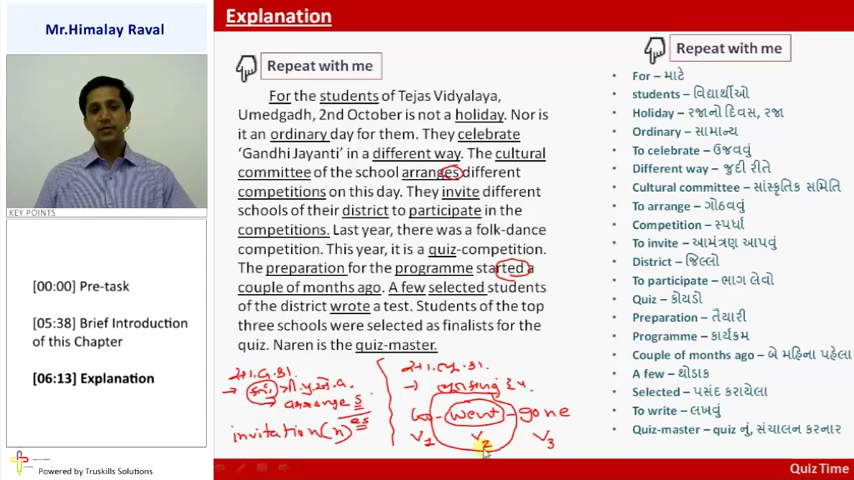 Mr.Himalay Raval
KEY POINTS
[00:00] Pre-task
[05:38] Brief Introduction
of this Chapter
[06:13] Explanation
Powered by Truskills Solutions
Explanation
Repeat with me
For the students of Tejas Vidyalaya,
Umedgadh, 2nd October is not a holiday. Nor is
it an ordinary day for them. They celebrate
‘Gandhi Jayanti’ in a different way. The cultural
committee of the school arranges different
competitions on this day. They invite different
schools of their district to participate in the
competitions. Last year, there was a folk-dance
competition. This year, it is a quiz-competition.
The preparation for the programme started a
couple of months ago. A few selected students
of the district wrote a test. Students of the top
three schools were selected as finalists for the
quiz. Naren is the quiz-master.
સા.વ.કા.
→ કર્તા ત્રી.પુ.એ.વ.
→ arrange s
es
invitation(n)
સા.ભૂ.કા.
→ ભૂતકાળનું રૂપ.
Go - went - gone
V1 V2 V3
Repeat with me
• For – માટે
• students – વિદ્યાર્થીઓ
• Holiday – રજાનો દિવસ, રજા
• Ordinary – સામાન્ય
• To celebrate – ઉજવવું
• Different way – જુદી રીતે
• Cultural committee – સાંસ્કૃતિક સમિતિ
• To arrange – ગોઠવવું
• Competition – સ્પર્ધા
• To invite – આમંત્રણ આપવું
• District – જિલ્લો
• To participate – ભાગ લેવો
• Quiz – કોયડો
• Preparation – તૈયારી
• Programme – કાર્યક્રમ
• Couple of months ago – બે મહિના પહેલા
• A few – થોડાક
• Selected – પસંદ કરાયેલા
• To write – લખવું
• Quiz-master – quiz નું, સંચાલન કરનાર
Quiz Time